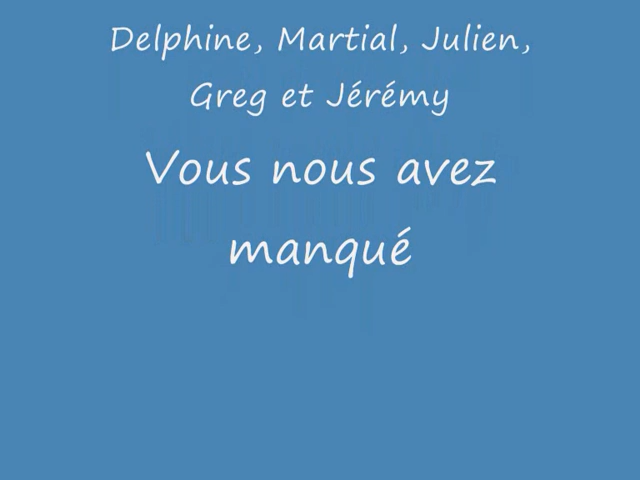 Delphine, Martial, Julien,
Greg et Jérémy
Vous nous avez
manqué